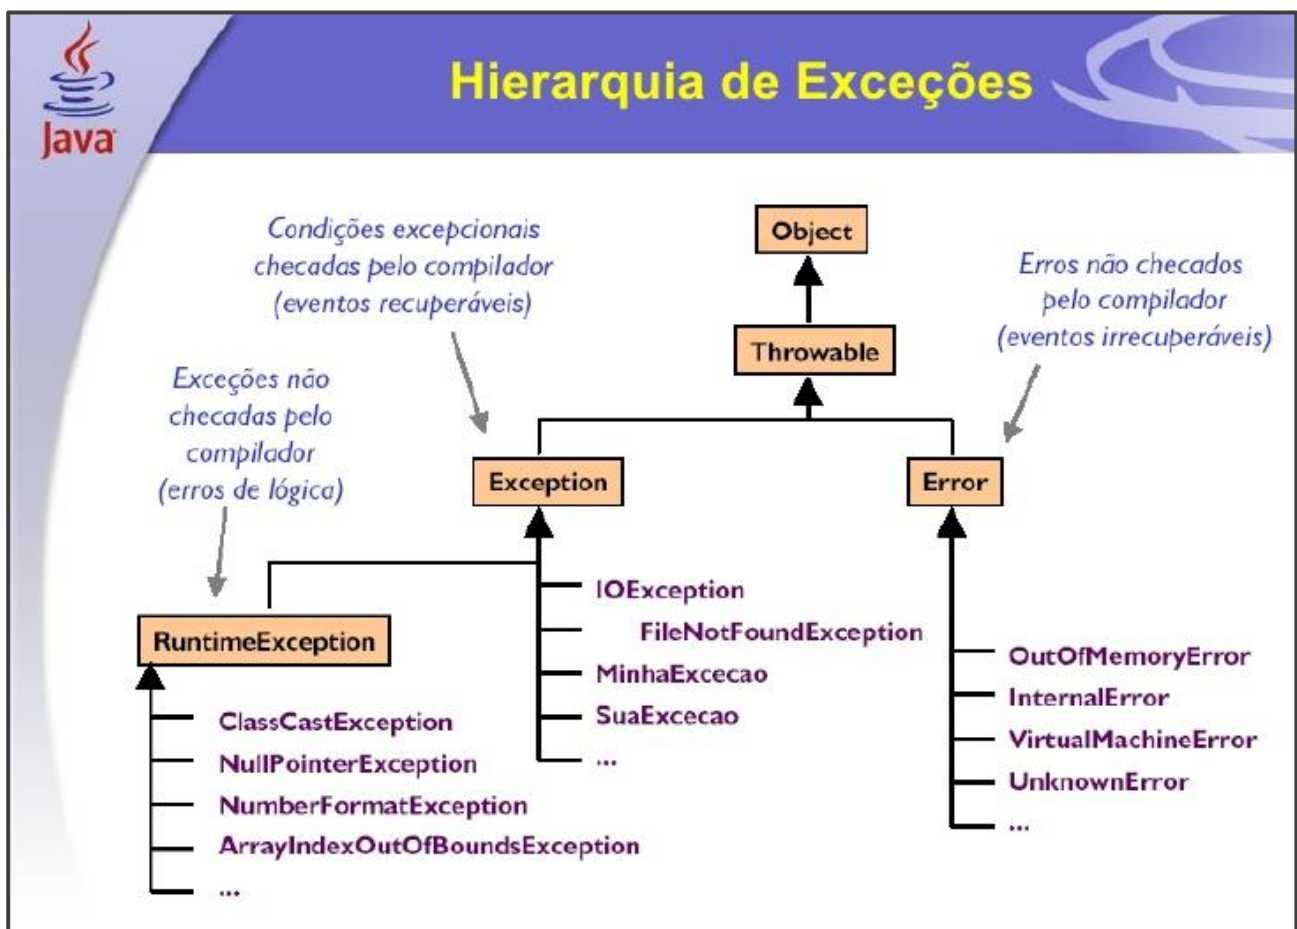 Java
Hierarquia de Exceções
Condições excepcionais
checadas pelo compilador
(eventos recuperáveis)
Object
Erros não checados
pelo compilador
(eventos irrecuperáveis)
Throwable
Exceções não
checadas pelo
compilador
(erros de lógica)
Exception
Error
RuntimeException
ClassCastException
NullPointerException
NumberFormatException
ArrayIndexOutOfBoundsException
...
IOException
FileNotFoundException
MinhaExcecao
SuaExcecao
...
OutOfMemoryError
InternalError
VirtualMachineError
UnknownError
...